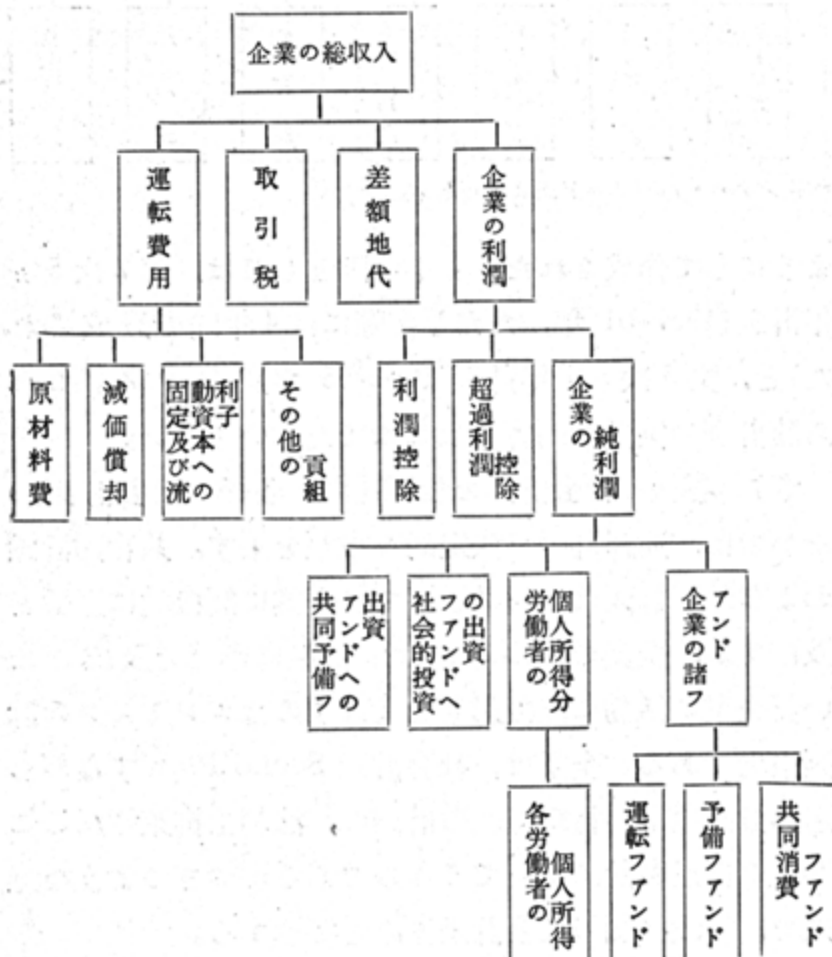 企業の総収入
運転費用
取引税
差額地代
企業の利潤
原材料費
減価償却
固定及び流
動資本への
利子
その他の
貢組
利潤控除
超過利潤
控除
企業の
純利潤
共同予備フ
アンドへの
出資
社会的投資
ファンドへ
の出資
労働者の
個人所得分
企業の諸フ
アンド
各労働者の
個人所得
運転ファンド
予備ファンド
共同消費
ファンド